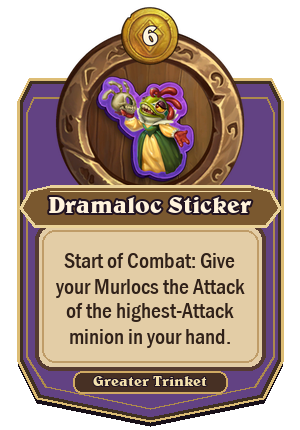 6
Dramaloc Sticker
Start of Combat: Give
your Murlocs the Attack
of the highest-Attack
minion in your hand.
Greater Trinket